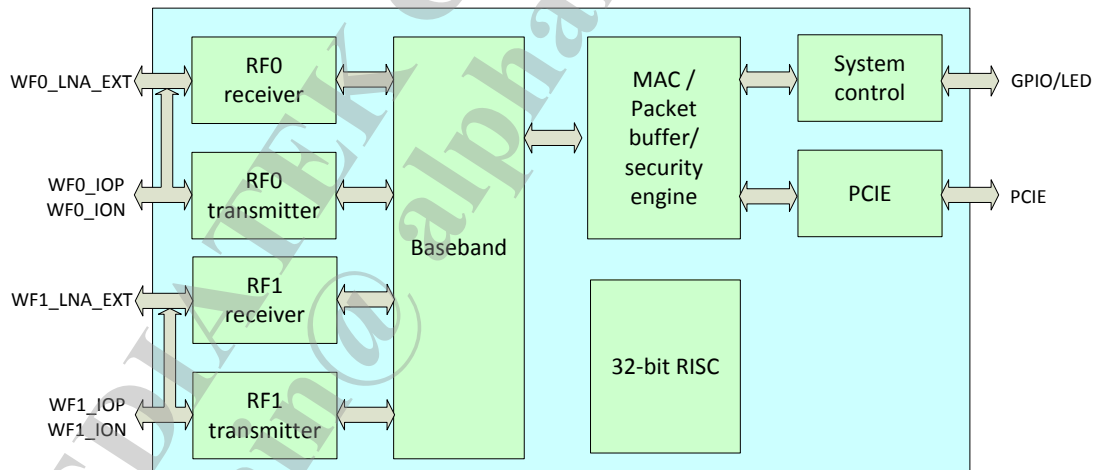 WF0_LNA_EXT
RF0
receiver
WF0_IOP
WF0_ION
RF0
transmitter
WF1_LNA_EXT
RF1
receiver
WF1_IOP
WF1_ION
RF1
transmitter
Baseband
MAC /
Packet
buffer/
security
engine
System
control
GPIO/LED
PCIE
PCIE
32-bit RISC